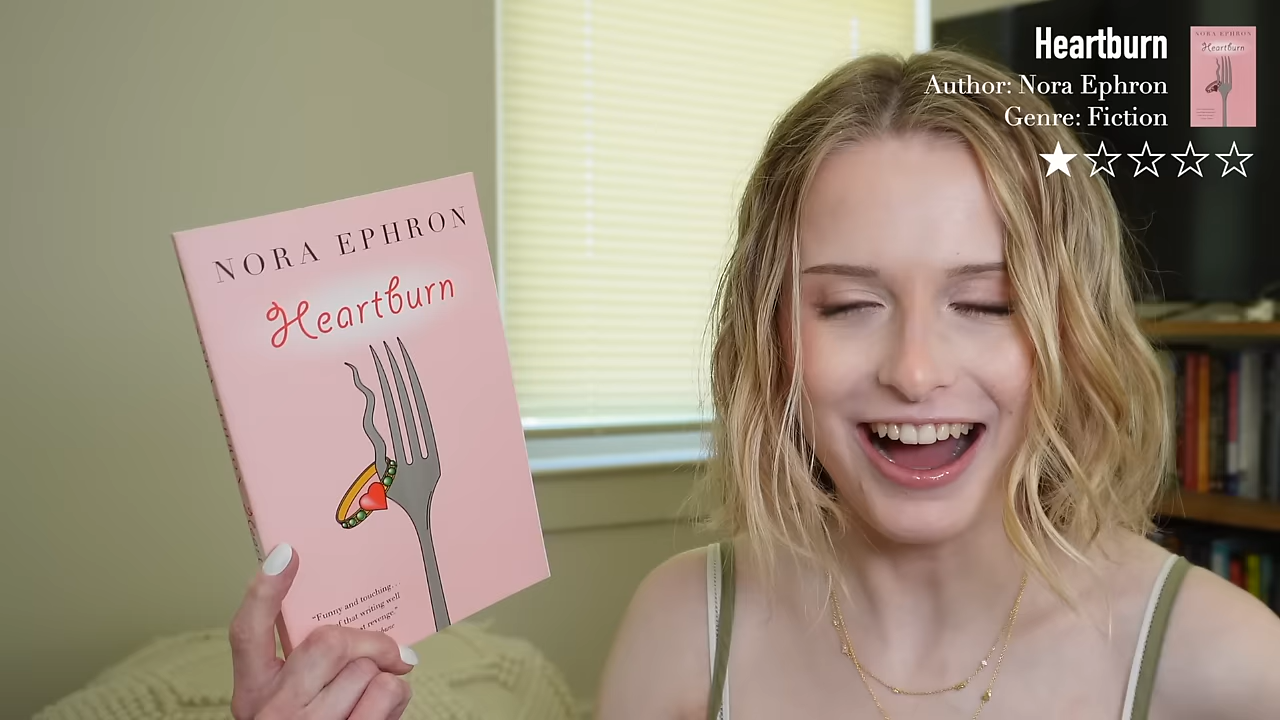 Heartburn
Author: Nora Ephron
Genre: Fiction
NORA EPHRON
Heartburn
NORA EPHRON
Heartburn
"Funny and touching...
of that writing well
revenge."